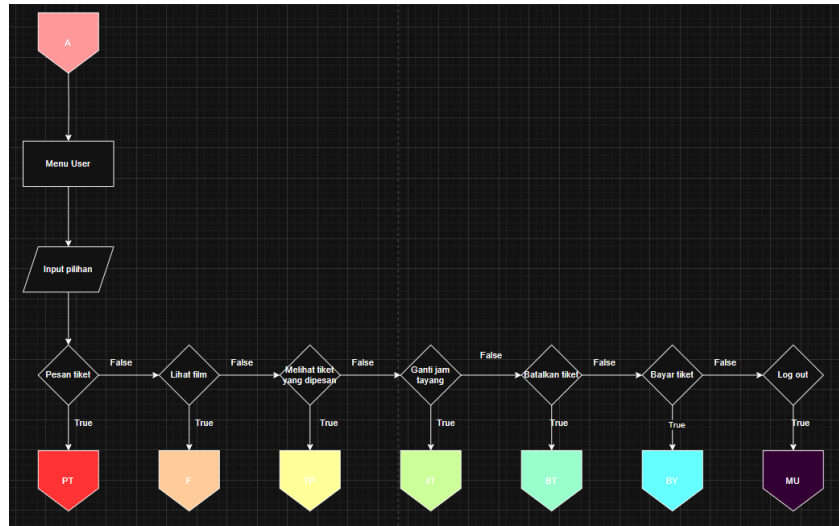 A
Menu User
Input pilihan
Pesan tiket
False
Lihat film
False
Melihat tiket
yang dipesan
False
Ganti jam
tayang
False
Batalkan tiket
False
Bayar tiket
False
Log out
True
True
True
True
True
True
True
PT
F
JT
BT
BY
MU